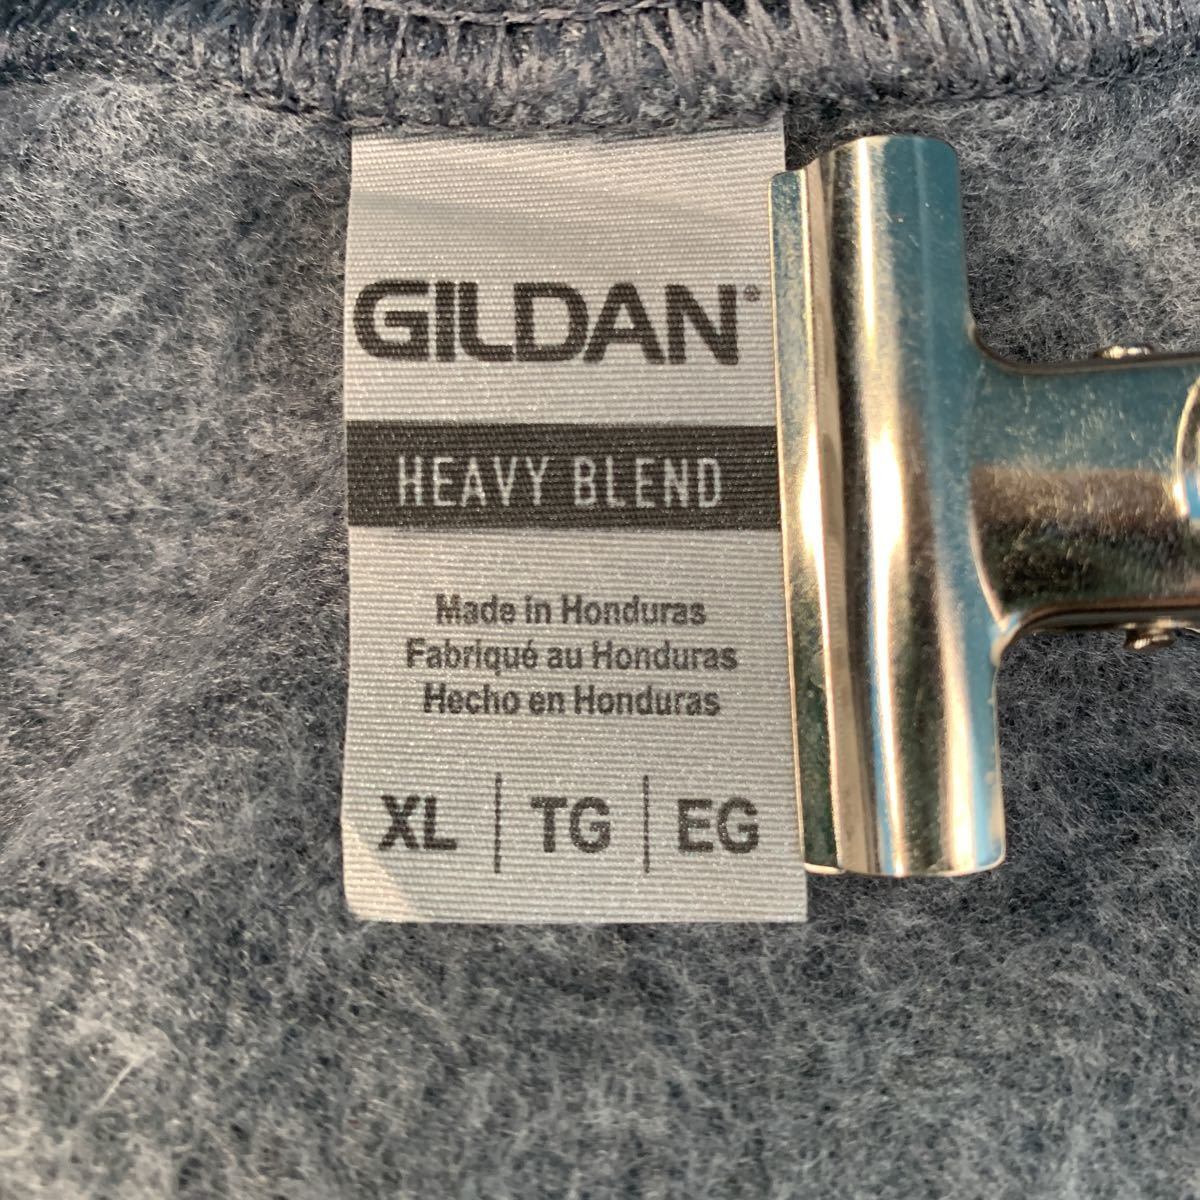 GILDAN®
HEAVY BLEND
Made in Honduras
Fabriqué au Honduras
Hecho en Honduras
XL | TG | EG